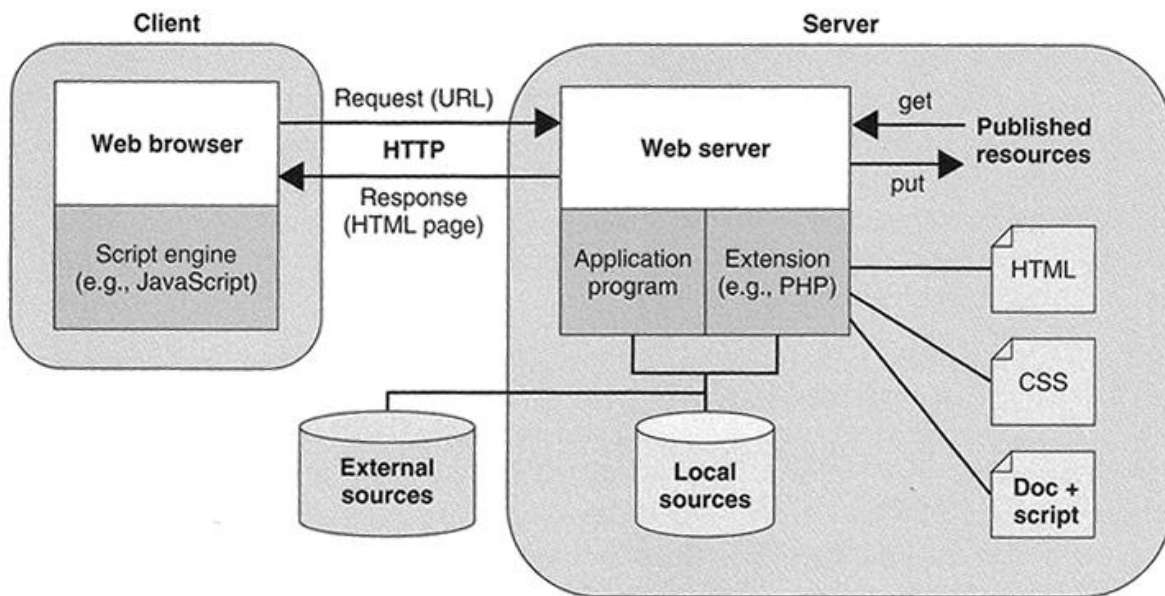 Client
Server
Web browser
Script engine
(e.g., JavaScript)
Request (URL)
HTTP
Response
(HTML page)
Web server
Application
program
Extension
(e.g., PHP)
get
Published
resources
put
HTML
CSS
Doc +
script
External
sources
Local
sources